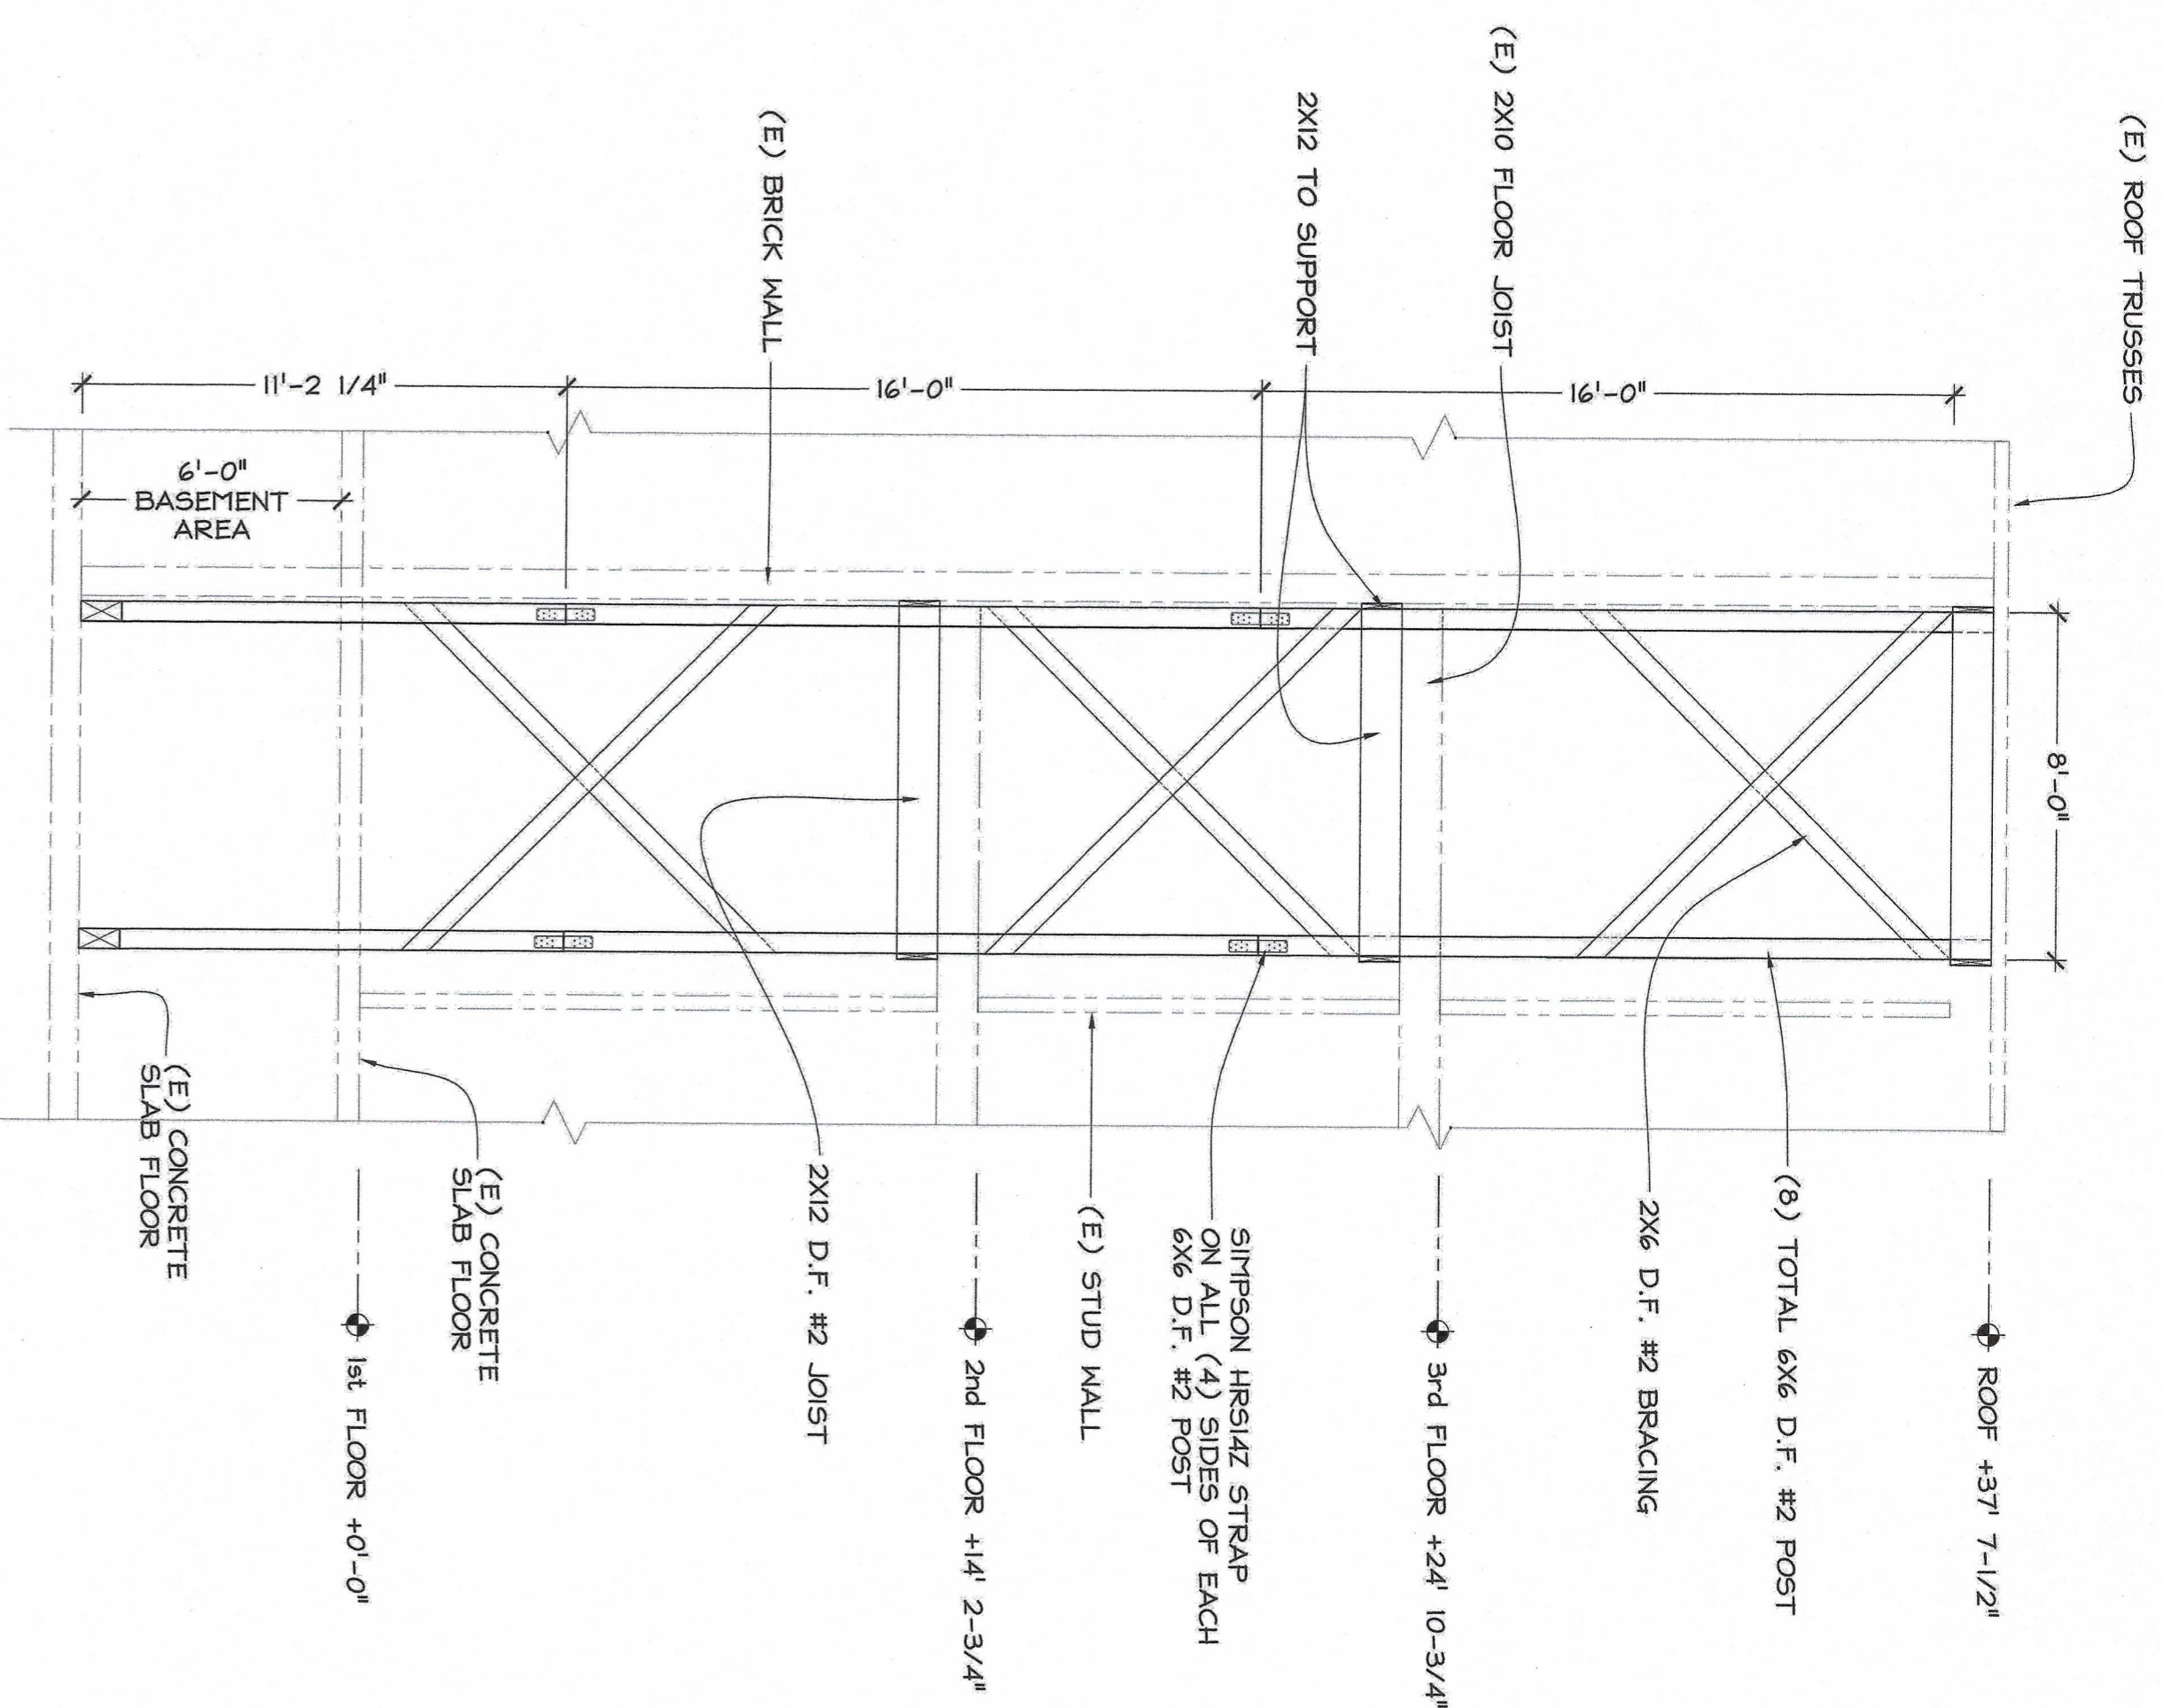 (E) ROOF TRUSSES
(E) 2X10 FLOOR JOIST
2X12 TO SUPPORT
(E) BRICK WALL
16'-0"
16'-0"
11'-2 1/4"
6'-0"
BASEMENT
AREA
8'-0"
ROOF +37' 7-1/2"
(8) TOTAL 6X6 D.F. #2 POST
2X6 D.F. #2 BRACING
3rd FLOOR +24' 10-3/4"
SIMPSON HRS14Z STRAP
ON ALL (4) SIDES OF EACH
6X6 D.F. #2 POST
(E) STUD WALL
2nd FLOOR +14' 2-3/4"
2X12 D.F. #2 JOIST
(E) CONCRETE
SLAB FLOOR
1st FLOOR +0'-0"
(E) CONCRETE
SLAB FLOOR